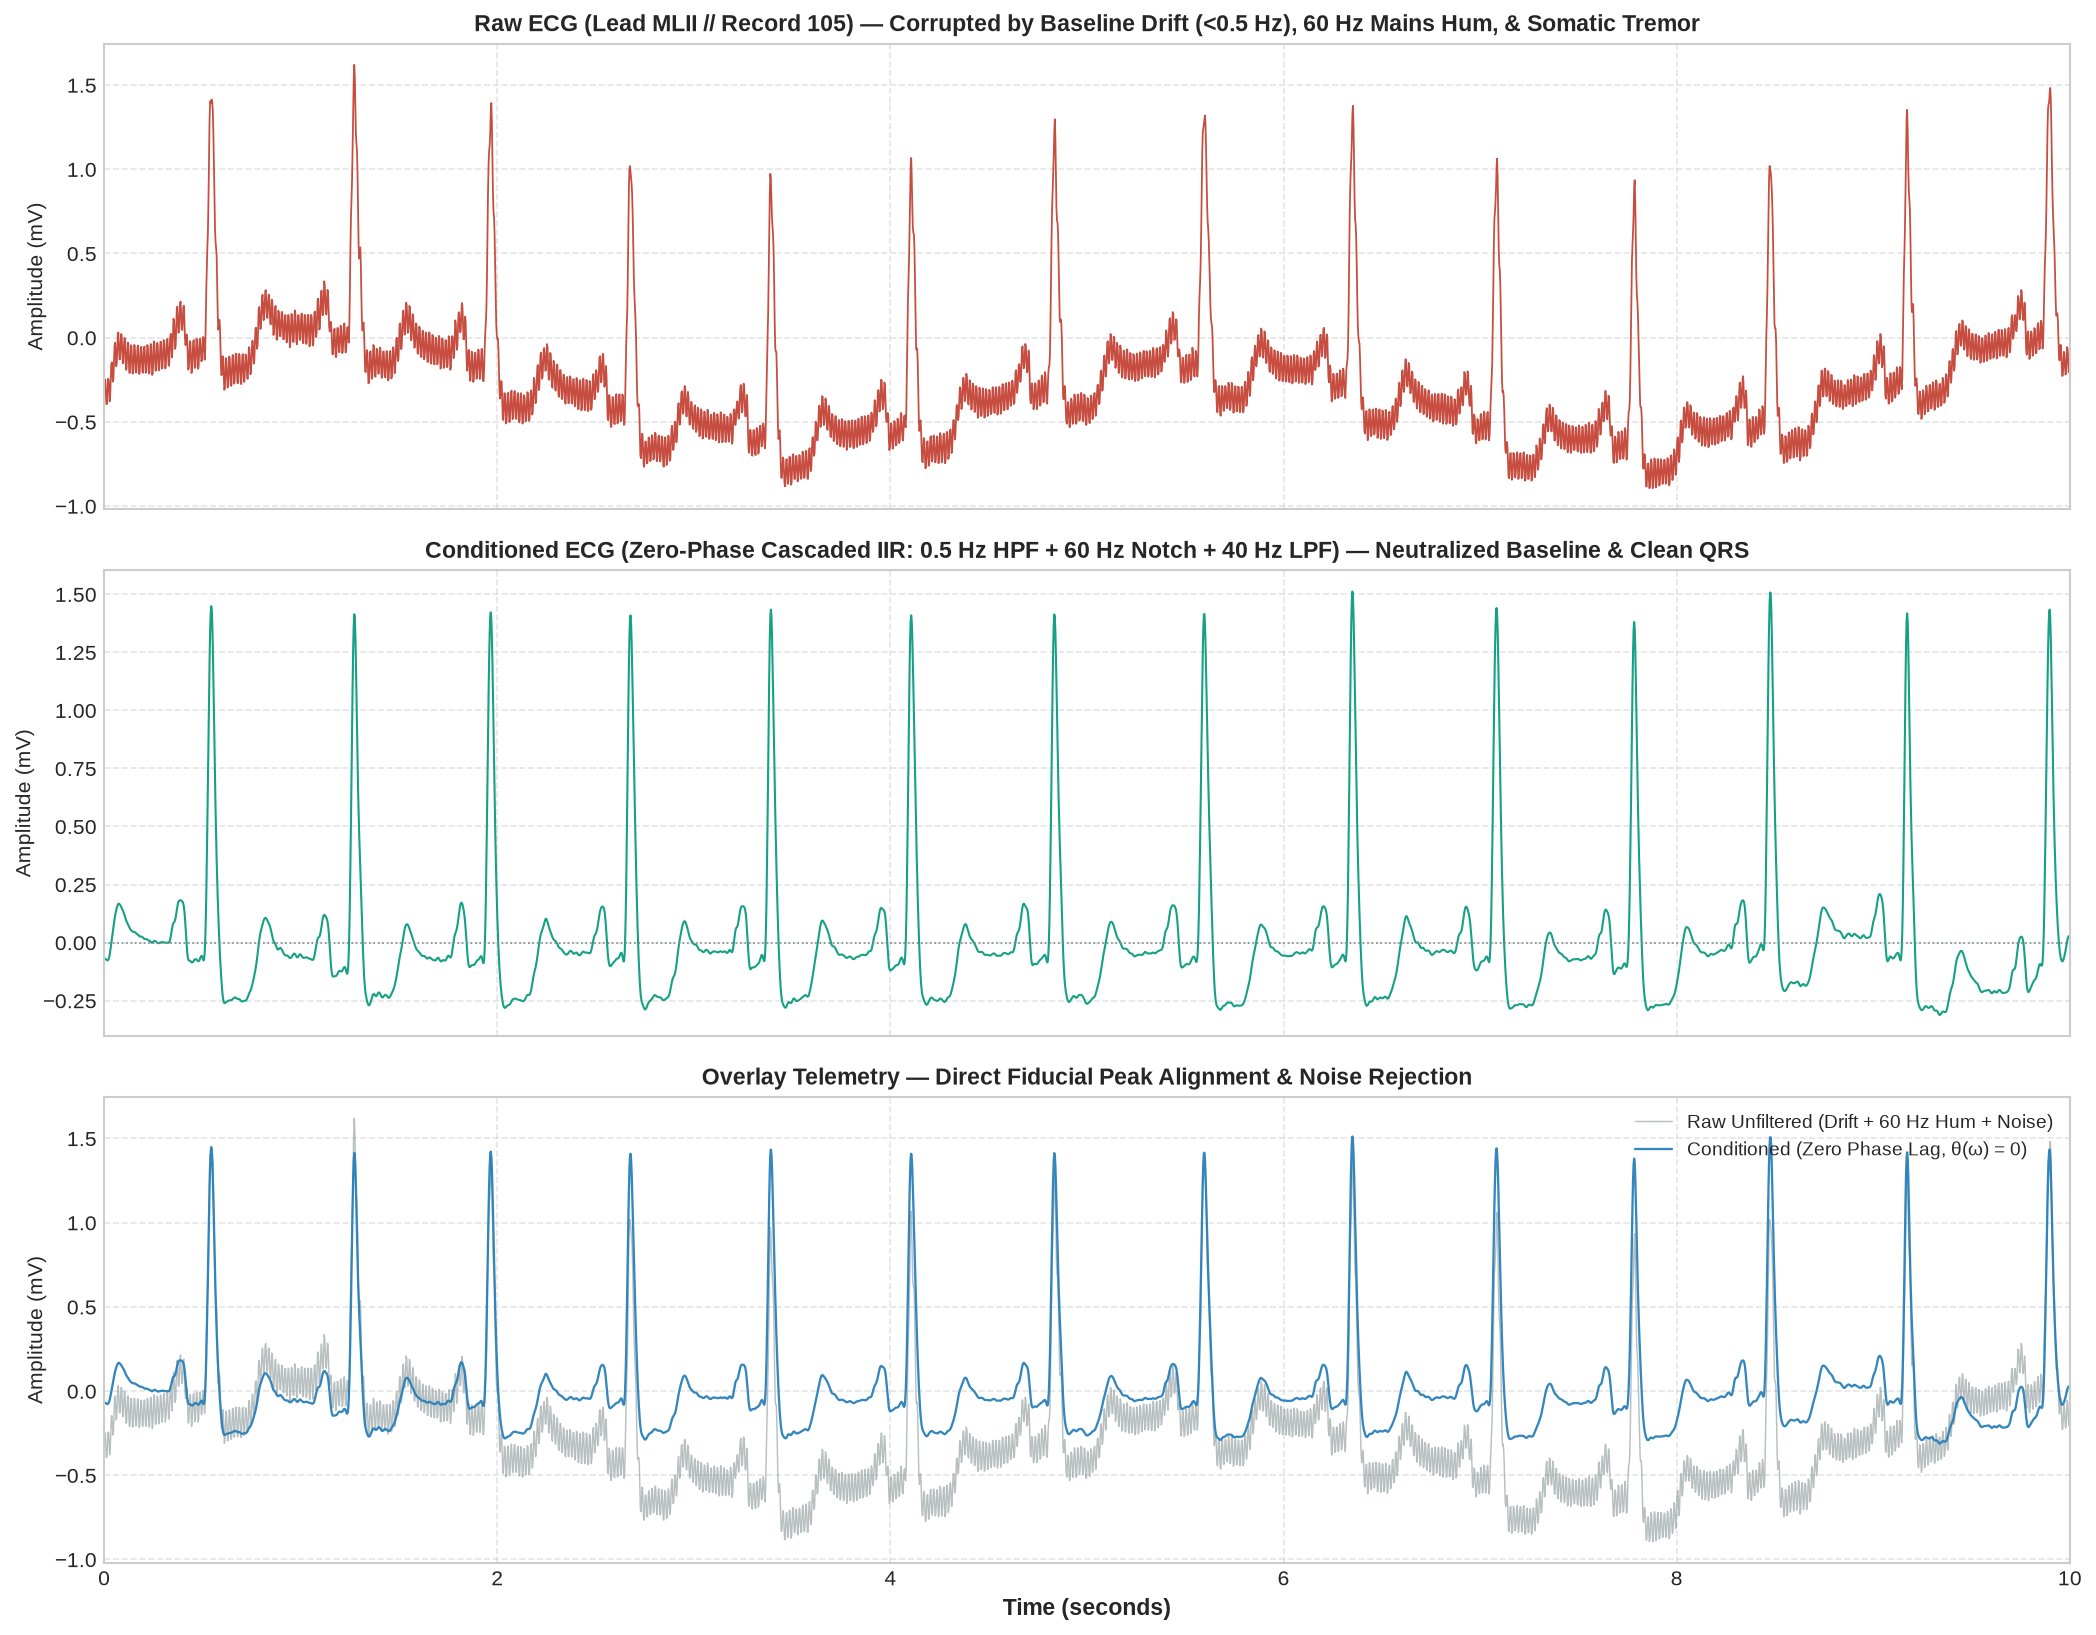 Raw ECG (Lead MLII // Record 105) — Corrupted by Baseline Drift (<0.5 Hz), 60 Hz Mains Hum, & Somatic Tremor
Amplitude (mV)
1.5
1.0
0.5
0.0
−0.5
−1.0
Conditioned ECG (Zero-Phase Cascaded IIR: 0.5 Hz HPF + 60 Hz Notch + 40 Hz LPF) — Neutralized Baseline & Clean QRS
Amplitude (mV)
1.50
1.25
1.00
0.75
0.50
0.25
0.00
−0.25
Overlay Telemetry — Direct Fiducial Peak Alignment & Noise Rejection
Raw Unfiltered (Drift + 60 Hz Hum + Noise)
Conditioned (Zero Phase Lag, θ(ω) = 0)
Amplitude (mV)
1.5
1.0
0.5
0.0
−0.5
−1.0
0 2 4 6 8 10
Time (seconds)